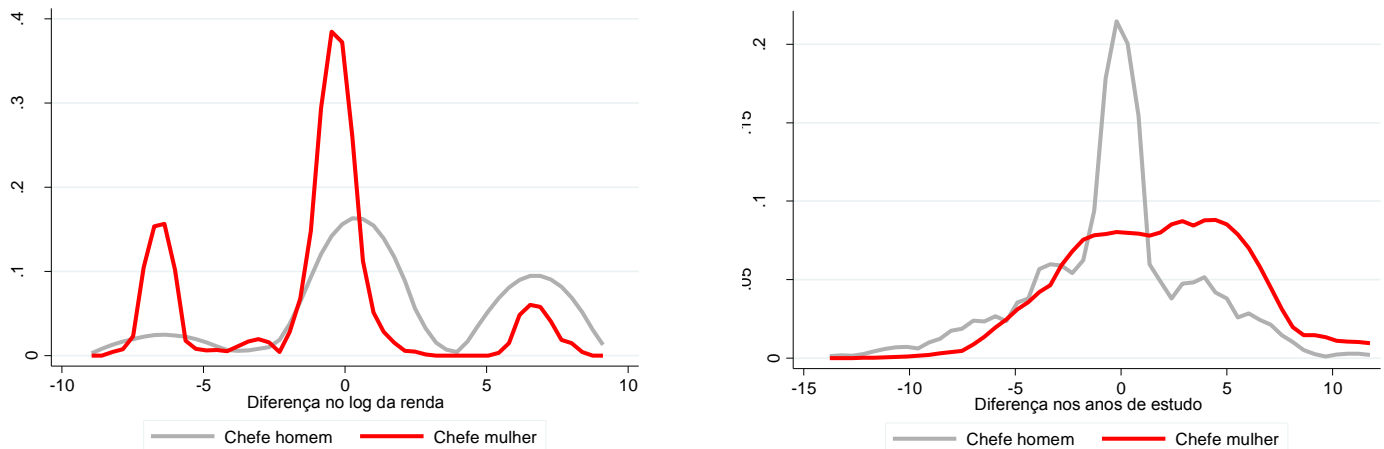 .4
.3
.2
.1
0
-10 -5 0 5 10
Diferença no log da renda
Chefe homem Chefe mulher
.2
.15
.1
.05
0
-15 -10 -5 0 5 10
Diferença nos anos de estudo
Chefe homem Chefe mulher